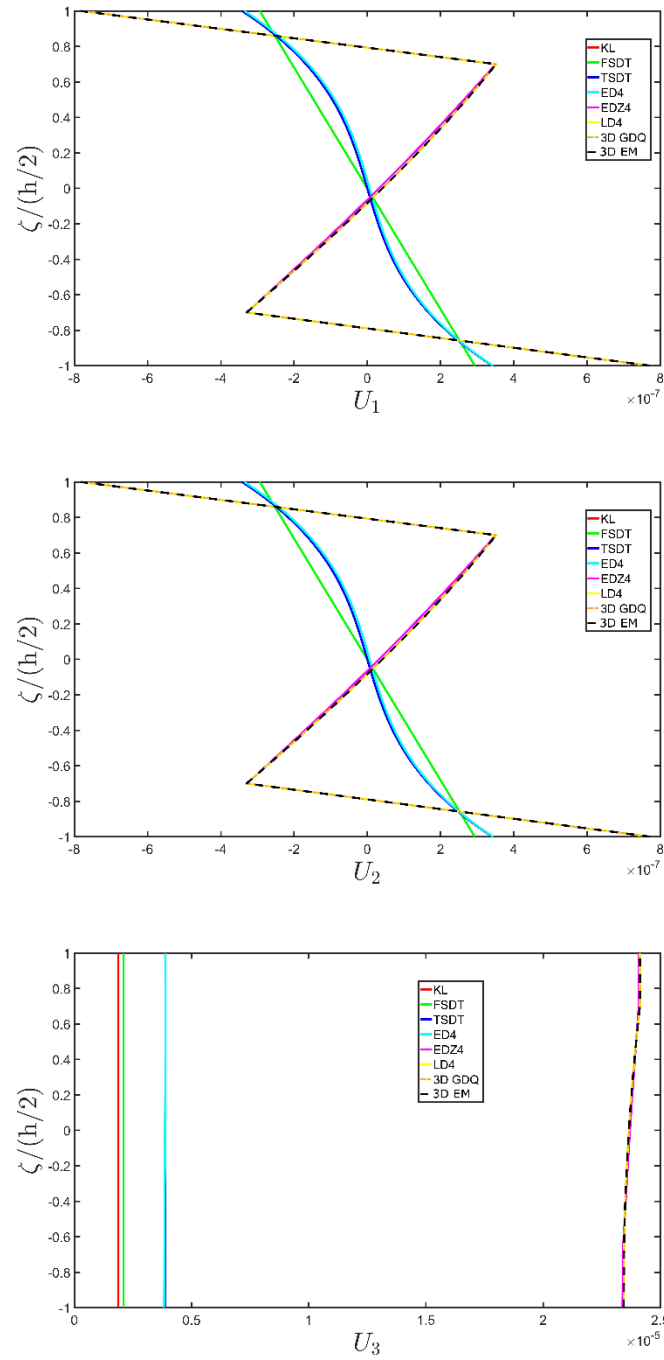 1
0.8
0.6
0.4
0.2
0
-0.2
-0.4
-0.6
-0.8
-1
ζ/(h/2)
KL
FSDT
TSDT
ED4
EDZ4
LD4
3D GDQ
3D EM
-8 -6 -4 -2 0 2 4 6 8
×10⁻⁷
U₁
1
0.8
0.6
0.4
0.2
0
-0.2
-0.4
-0.6
-0.8
-1
ζ/(h/2)
KL
FSDT
TSDT
ED4
EDZ4
LD4
3D GDQ
3D EM
-8 -6 -4 -2 0 2 4 6 8
×10⁻⁷
U₂
1
0.8
0.6
0.4
0.2
0
-0.2
-0.4
-0.6
-0.8
-1
ζ/(h/2)
KL
FSDT
TSDT
ED4
EDZ4
LD4
3D GDQ
3D EM
0 0.5 1 1.5 2 2.5
×10⁻⁵
U₃